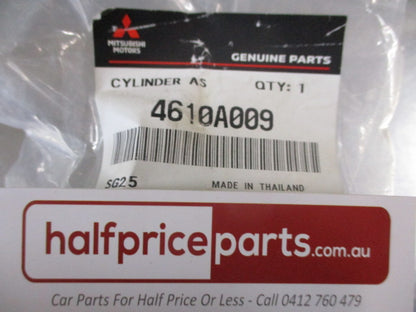 MITSUBISHI
MOTORS
GENUINE PARTS
CYLINDER AS QTY: 1
4610A009
SG25 MADE IN THAILAND
halfpriceparts.com.au
Car Parts For Half Price Or Less - Call 0412 760 479